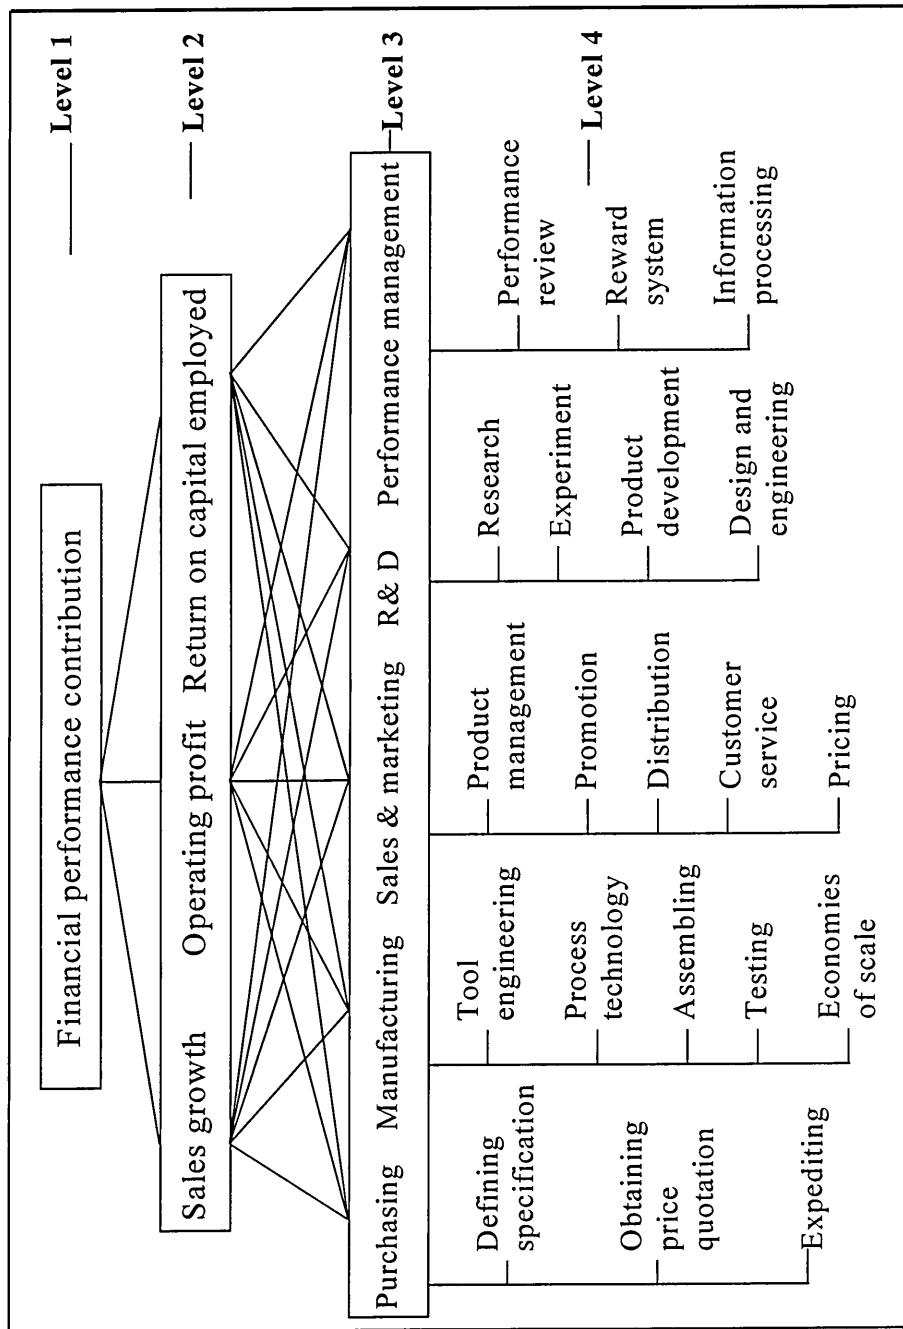 Financial performance contribution
Level 1
Sales growth Operating profit Return on capital employed
Level 2
Purchasing Manufacturing Sales & marketing R& D Performance management
Level 3
Level 4
Defining
specification
Obtaining
price
quotation
Expediting
Tool
engineering
Process
technology
Assembling
Testing
Economies
of scale
Product
management
Promotion
Distribution
Customer
service
Pricing
Research
Experiment
Product
development
Design and
engineering
Performance
review
Reward
system
Information
processing